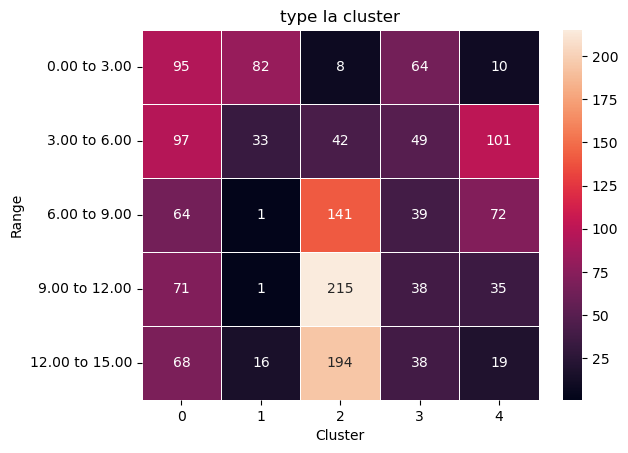 type Ia cluster
0.00 to 3.00 95 82 8 64 10
3.00 to 6.00 97 33 42 49 101
6.00 to 9.00 64 1 141 39 72
9.00 to 12.00 71 1 215 38 35
12.00 to 15.00 68 16 194 38 19
0 1 2 3 4
Cluster
Range
200
175
150
125
100
75
50
25